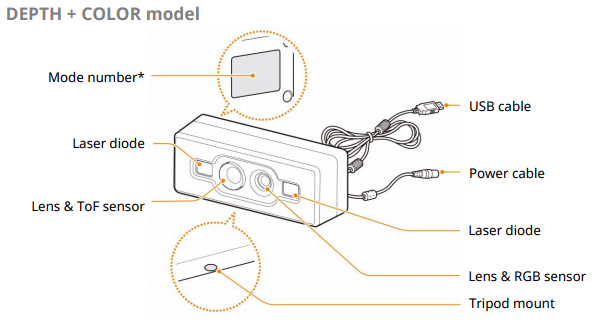 DEPTH + COLOR model
Mode number*
USB cable
Laser diode
Power cable
Lens & ToF sensor
Laser diode
Lens & RGB sensor
Tripod mount